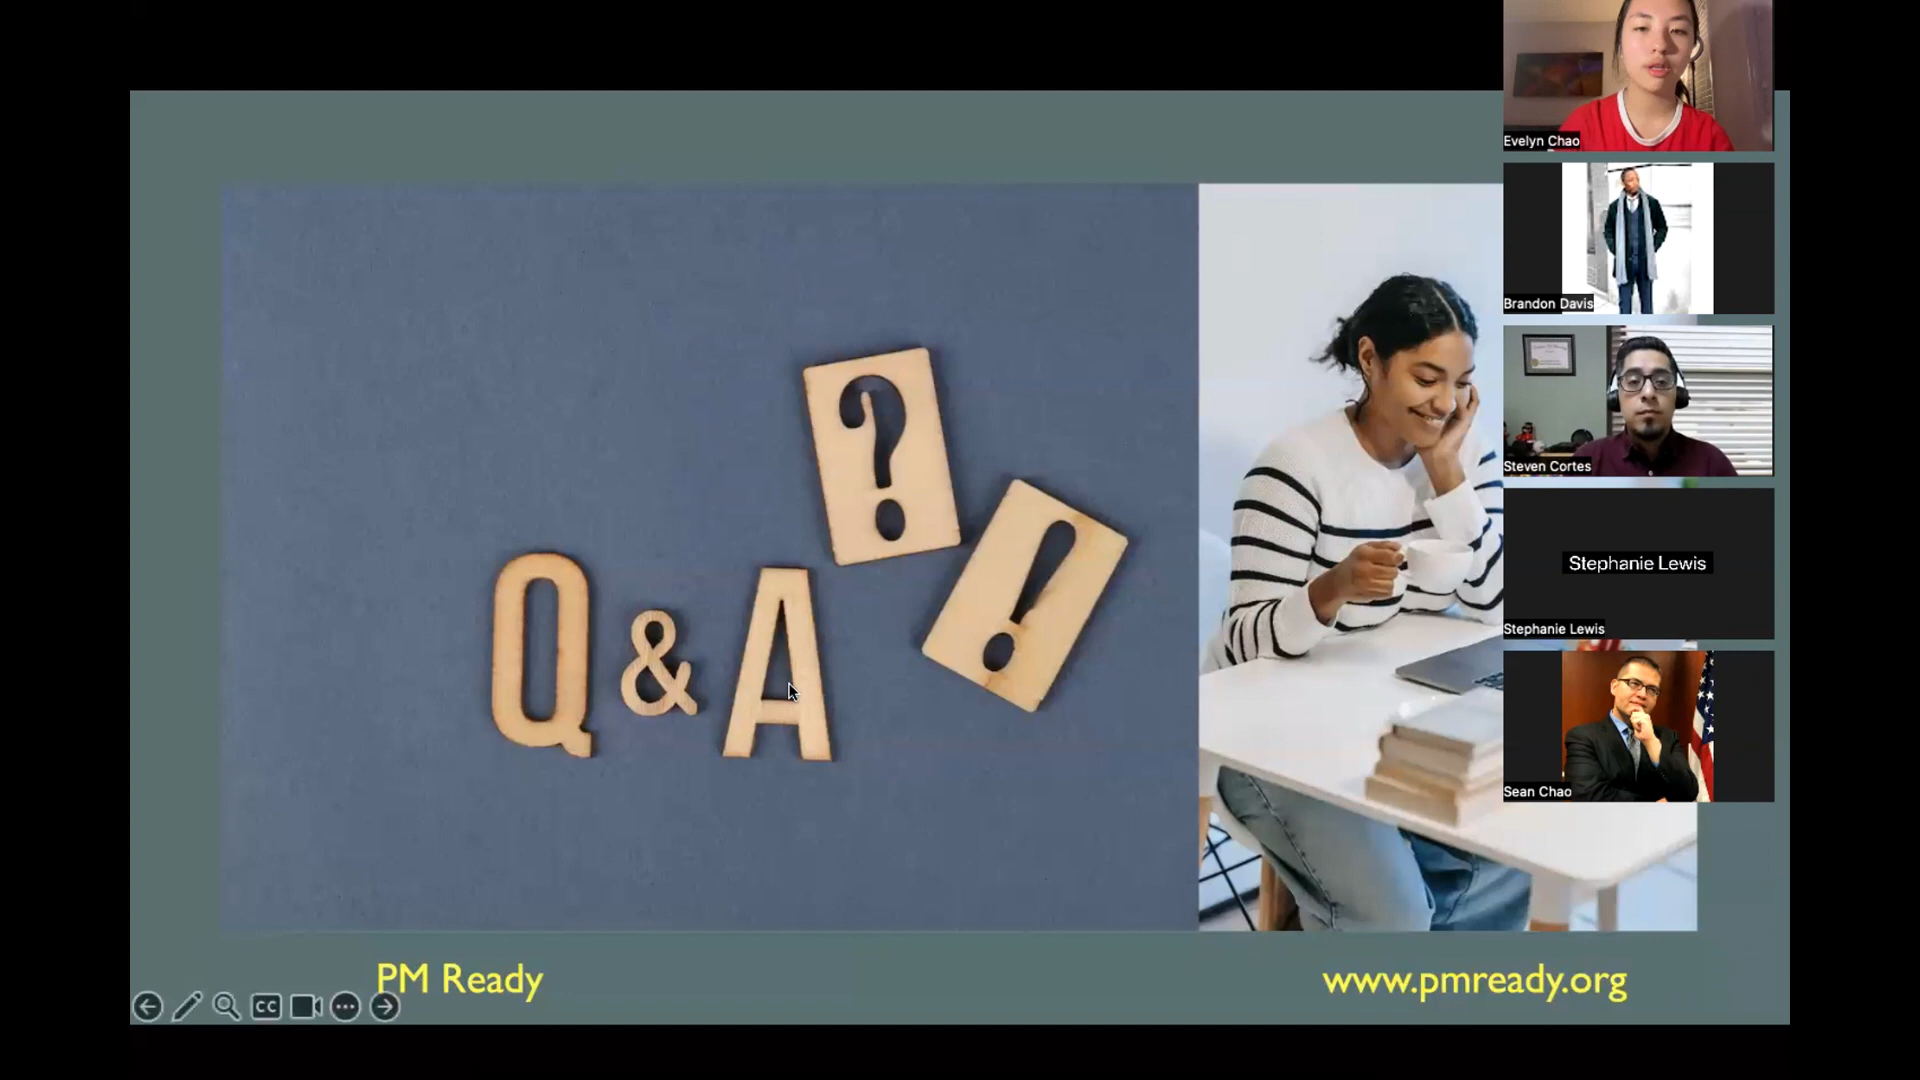 Evelyn Chao
Brandon Davis
Steven Cortes
Stephanie Lewis
Stephanie Lewis
Sean Chao
?
!
Q & A
PM Ready
www.pmready.org
CC